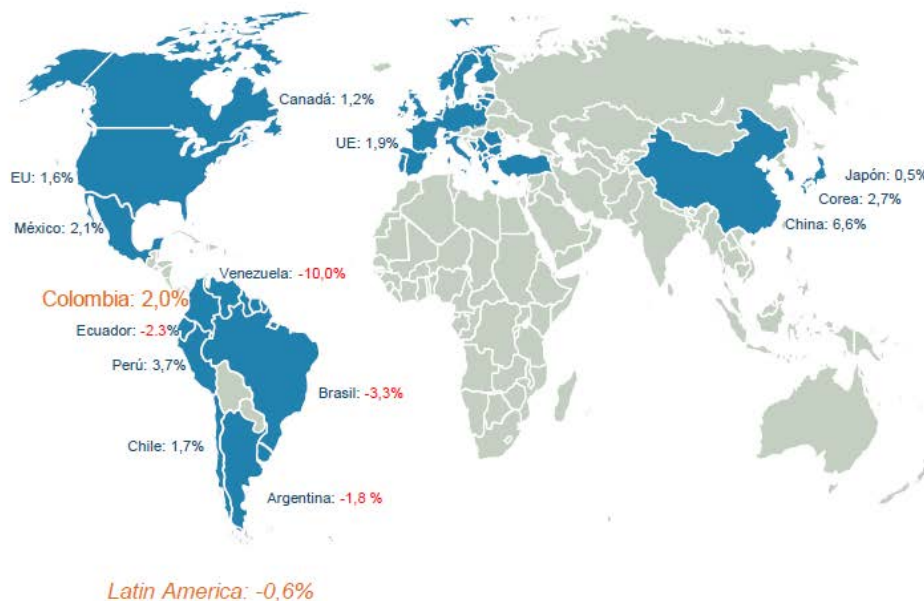 Canadá: 1,2%
UE: 1,9%
EU: 1,6%
Japón: 0,5%
Corea: 2,7%
México: 2,1%
China: 6,6%
Venezuela: -10,0%
Colombia: 2,0%
Ecuador: -2.3%
Perú: 3,7%
Brasil: -3,3%
Chile: 1,7%
Argentina: -1,8 %
Latin America: -0,6%